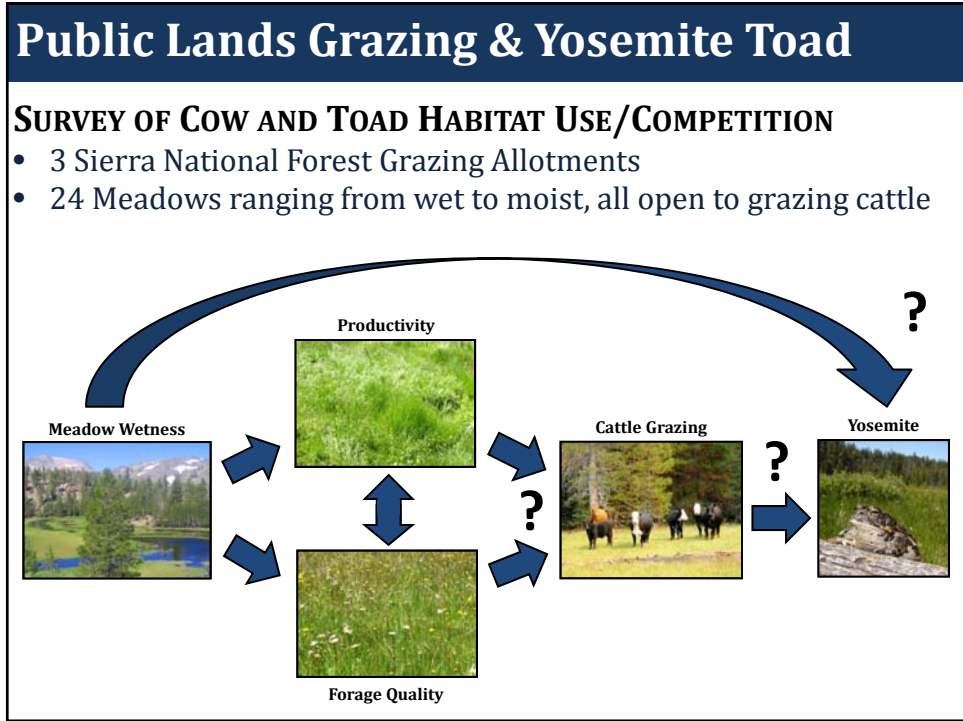 Public Lands Grazing & Yosemite Toad
SURVEY OF COW AND TOAD HABITAT USE/COMPETITION
• 3 Sierra National Forest Grazing Allotments
• 24 Meadows ranging from wet to moist, all open to grazing cattle
?
Productivity
Meadow Wetness
Cattle Grazing
Yosemite
?
?
Forage Quality